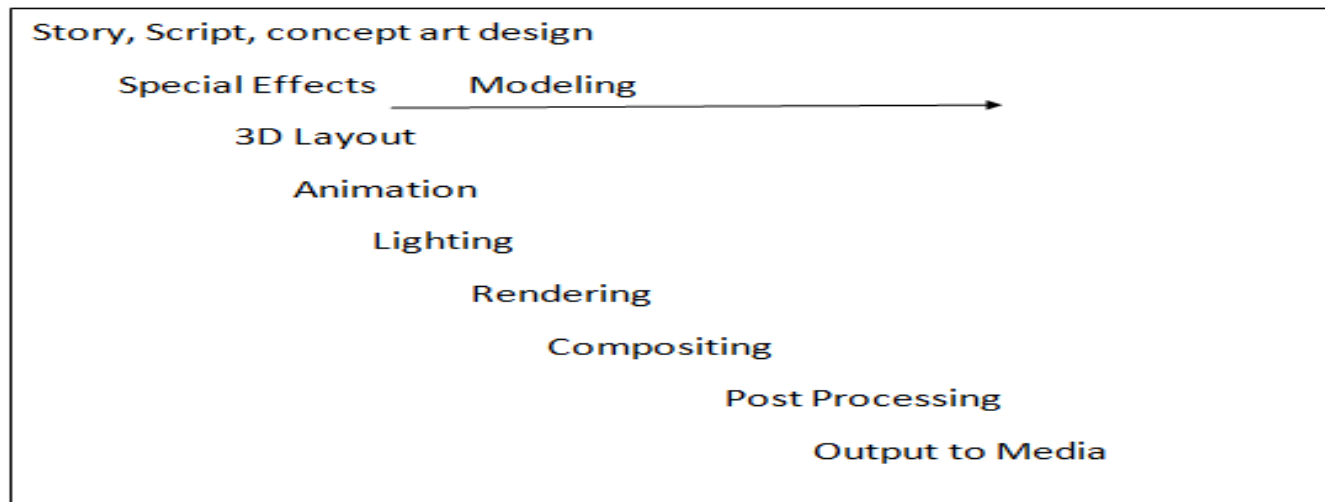 Story, Script, concept art design
Special Effects Modeling
3D Layout
Animation
Lighting
Rendering
Compositing
Post Processing
Output to Media